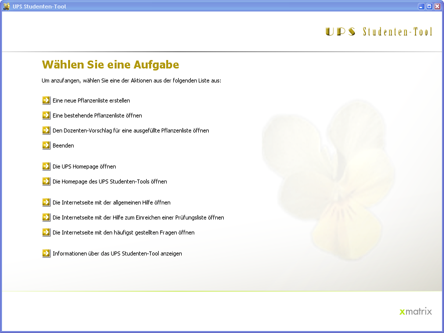 UPS Studenten-Tool
UPS Studenten-Tool
Wählen Sie eine Aufgabe
Um anzufangen, wählen Sie eine der Aktionen aus der folgenden Liste aus:
Eine neue Pflanzenliste erstellen
Eine bestehende Pflanzenliste öffnen
Den Dozenten-Vorschlag für eine ausgefüllte Pflanzenliste öffnen
Beenden
Die UPS Homepage öffnen
Die Homepage des UPS Studenten-Tools öffnen
Die Internetseite mit der allgemeinen Hilfe öffnen
Die Internetseite mit der Hilfe zum Einreichen einer Prüfungsliste öffnen
Die Internetseite mit den häufigst gestellten Fragen öffnen
Informationen über das UPS Studenten-Tool anzeigen
xmatrix